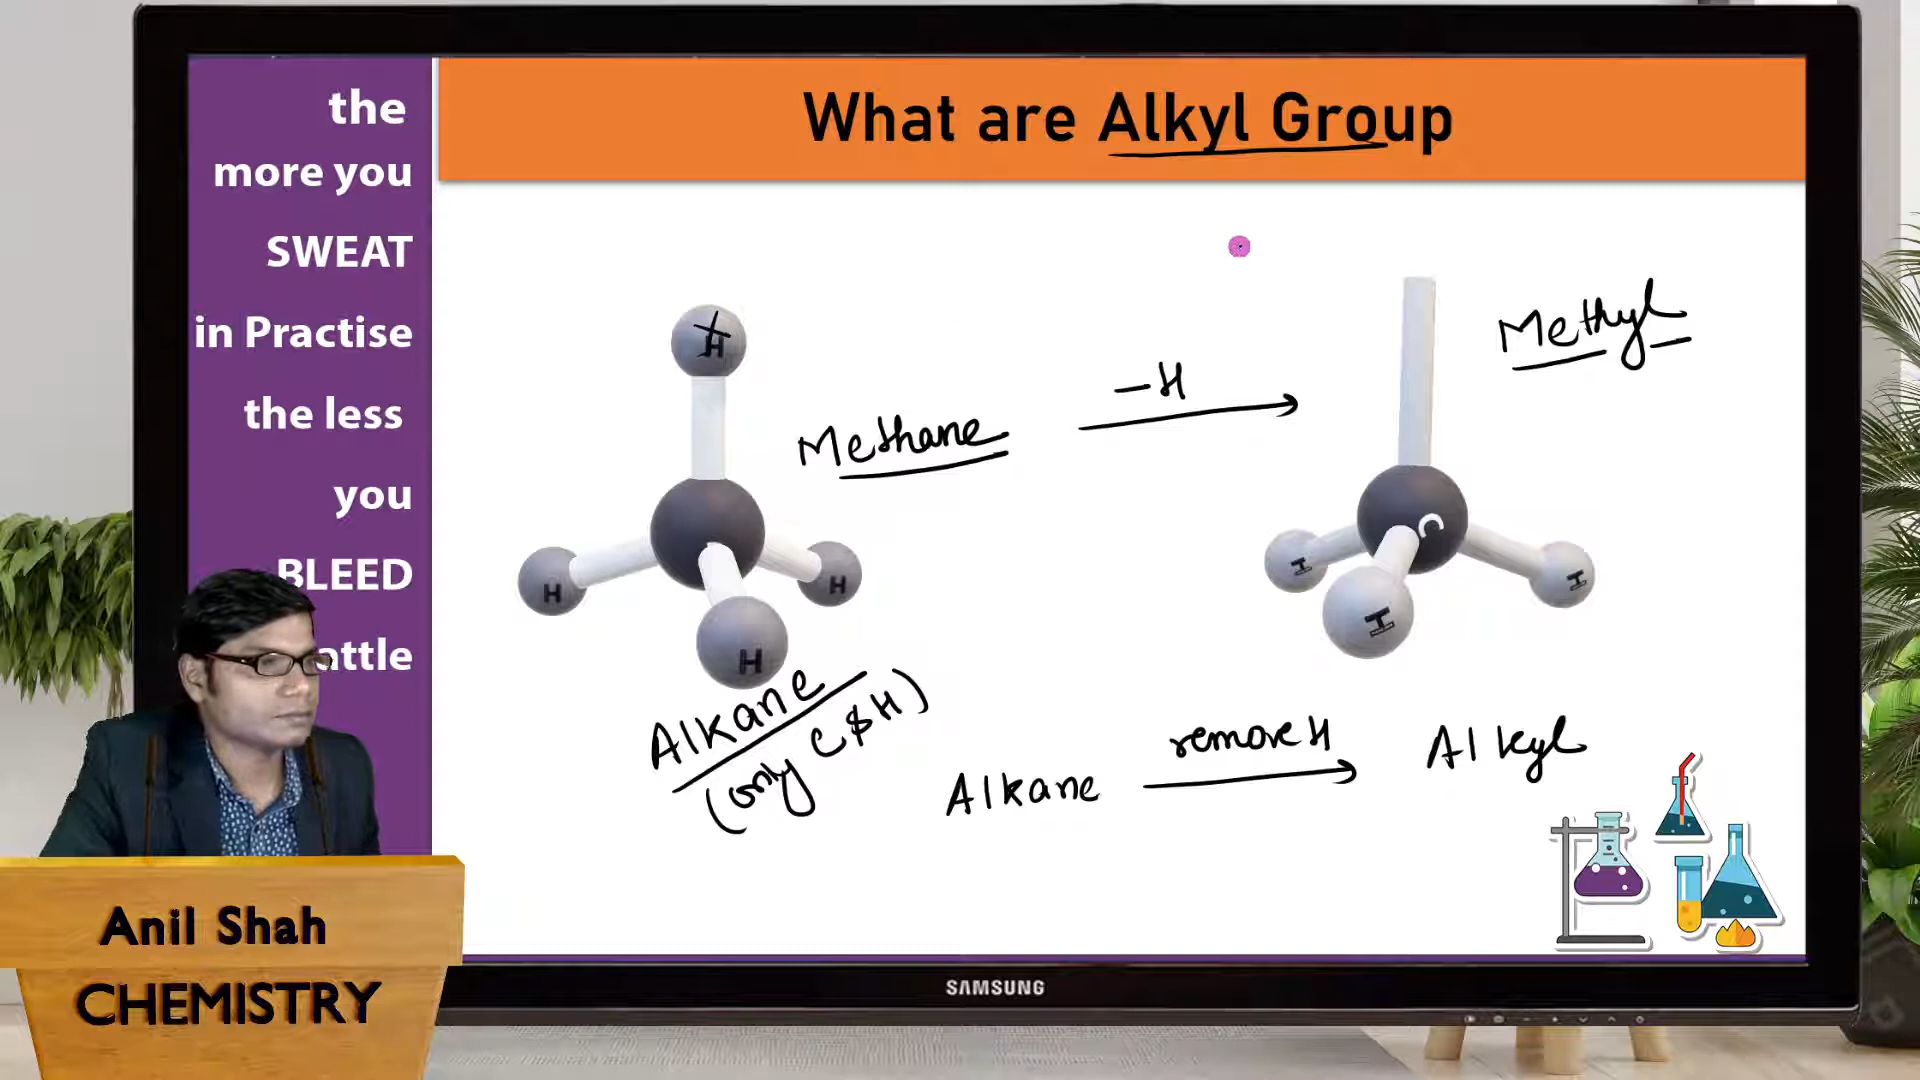 the
more you
SWEAT
in Practise
the less
you
BLEED
attle
What are Alkyl Group
H
H
H
H
Methane
-H
Methyl
C
H
H
H
Alkane
(only C & H)
Alkane
remove H
Alkyl
Anil Shah
CHEMISTRY
SAMSUNG